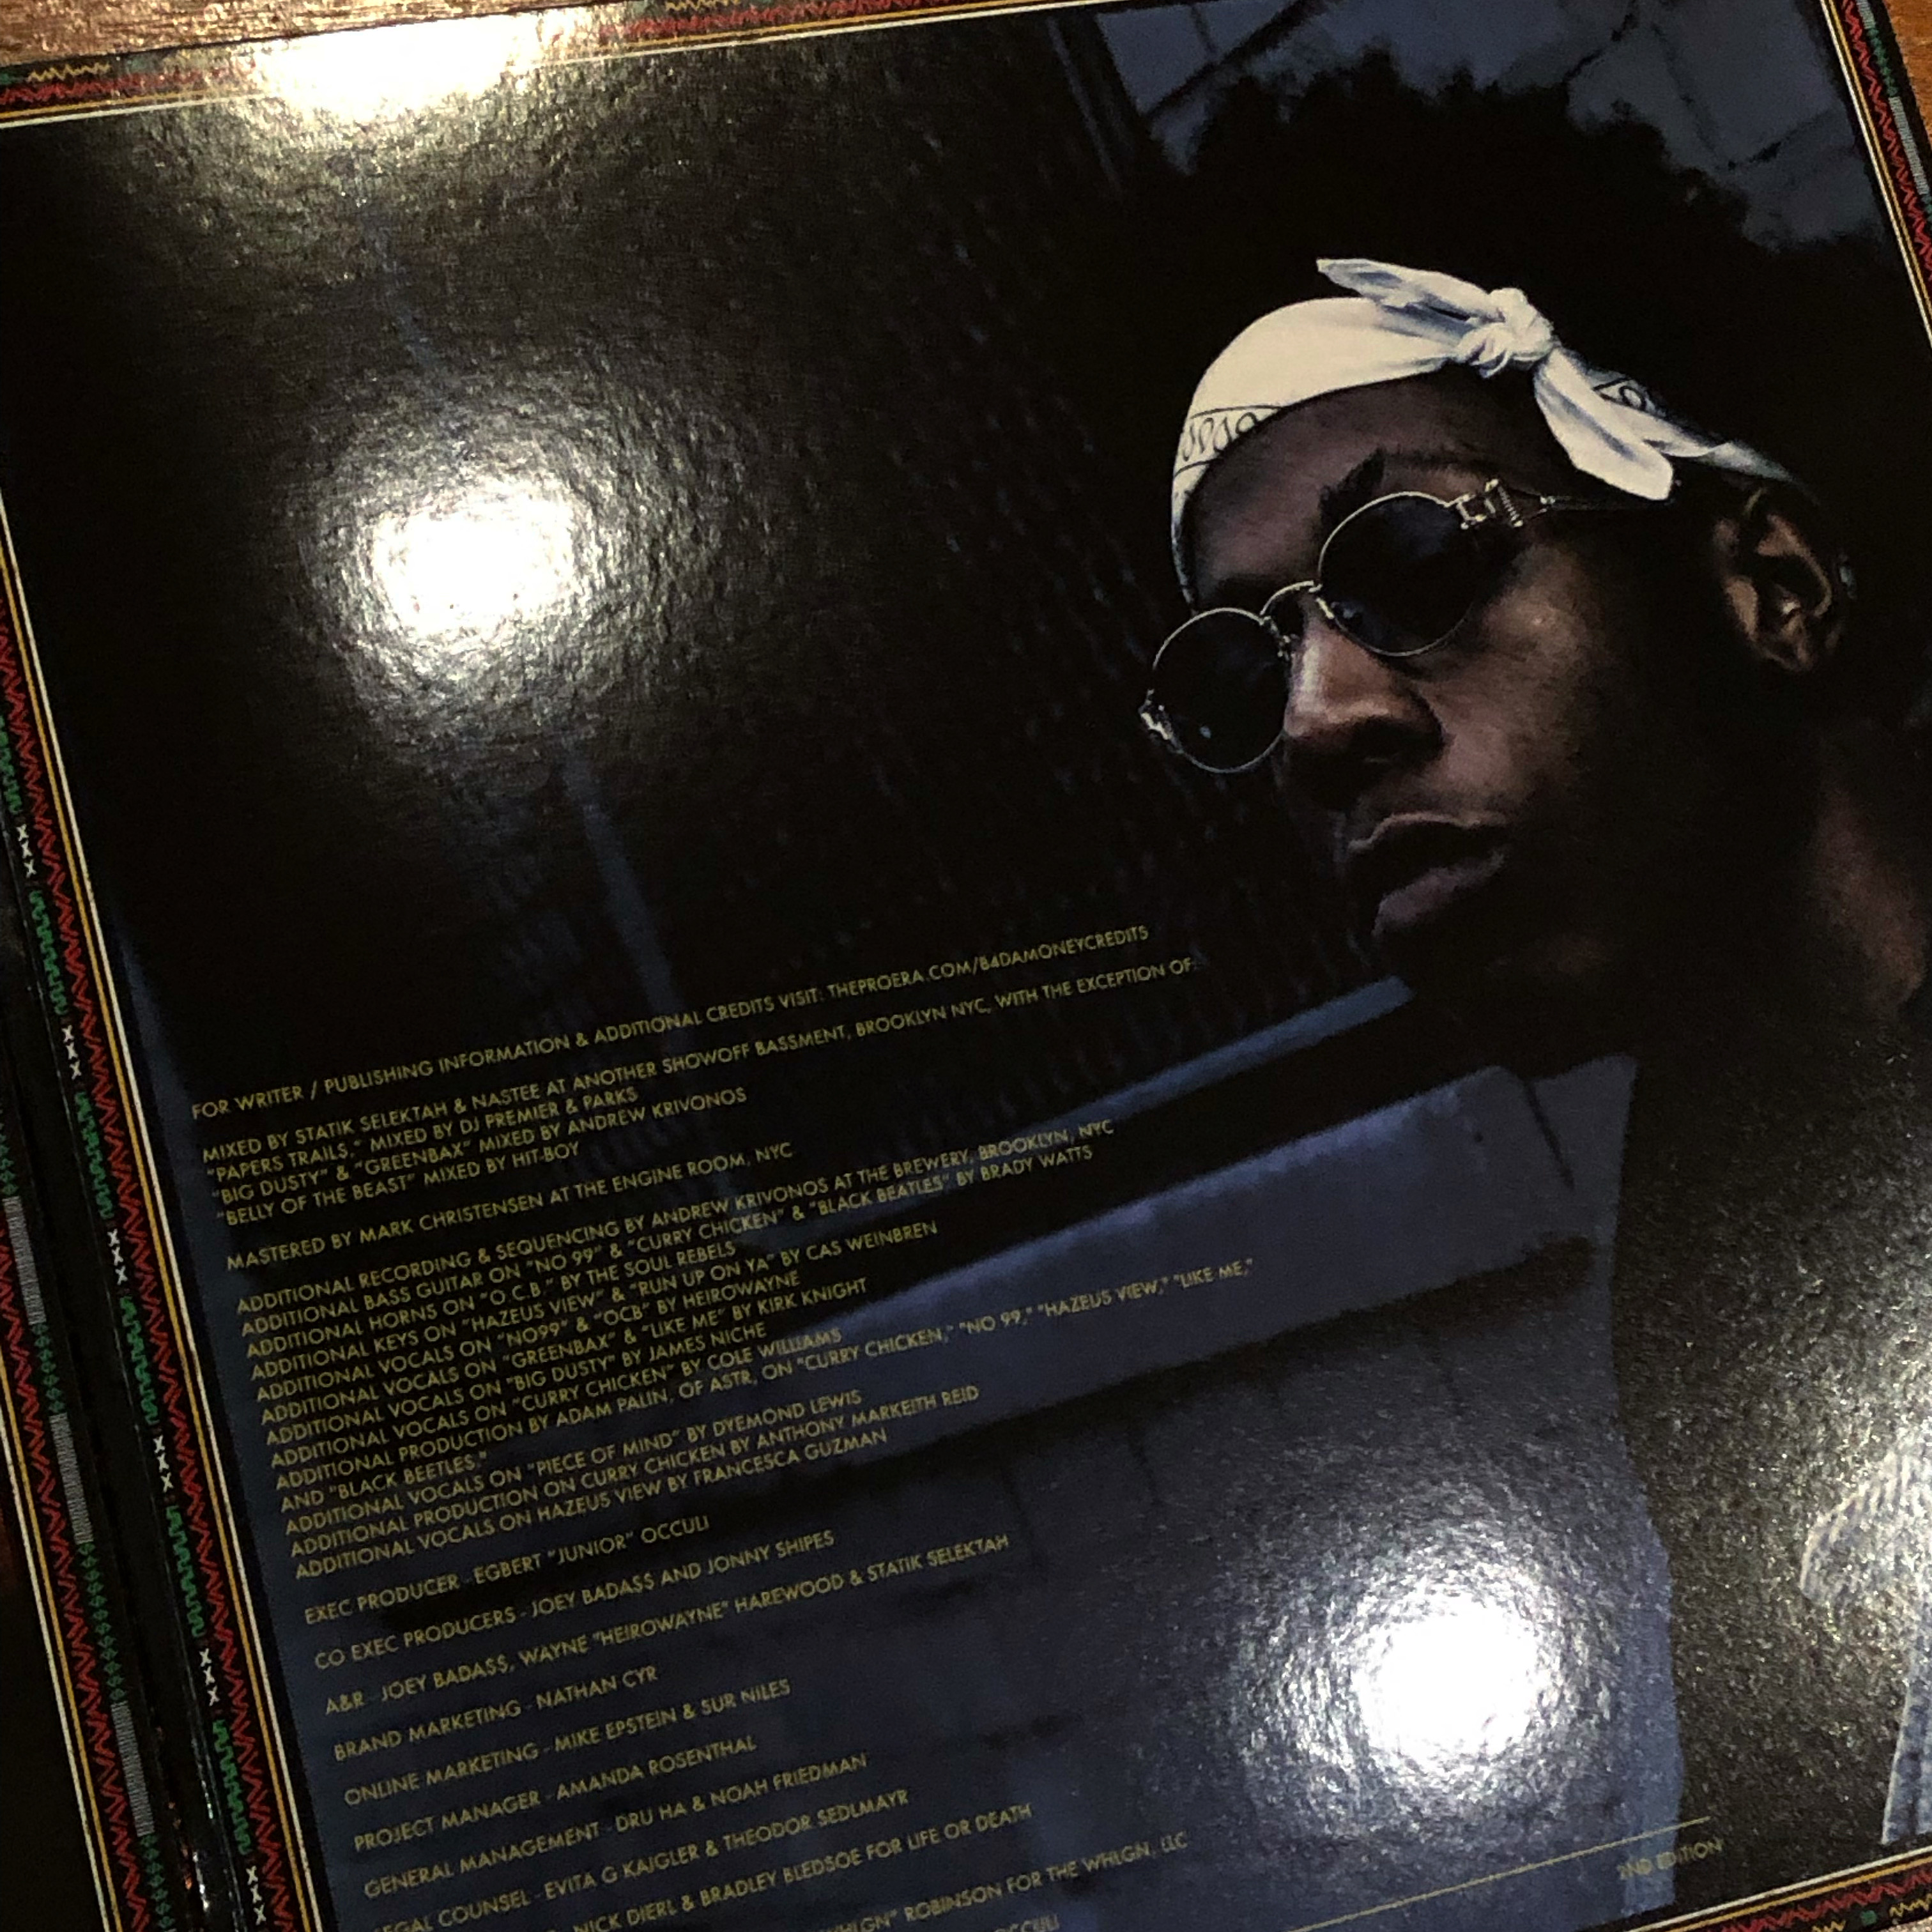 FOR WRITER / PUBLISHING INFORMATION & ADDITIONAL CREDITS VISIT: THEPROERA.COM/B4DAMONEYCREDITS
MIXED BY STATIK SELEKTAH & NASTEE AT ANOTHER SHOWOFF BASSMENT, BROOKLYN NYC, WITH THE EXCEPTION OF:
"PAPERS TRAILS." MIXED BY DJ PREMIER & PARKS
"BIG DUSTY" & "GREENBAX" MIXED BY ANDREW KRIVONOS
"BELLY OF THE BEAST" MIXED BY HIT-BOY
MASTERED BY MARK CHRISTENSEN AT THE ENGINE ROOM, NYC
ADDITIONAL RECORDING & SEQUENCING BY ANDREW KRIVONOS AT THE BREWERY, BROOKLYN, NYC
ADDITIONAL BASS GUITAR ON "NO 99" & "CURRY CHICKEN" & "BLACK BEATLES" BY BRADY WATTS
ADDITIONAL HORNS ON "O.C.B." BY THE SOUL REBELS
ADDITIONAL KEYS ON "HAZEUS VIEW" & "RUN UP ON YA" BY CAS WEINBREN
ADDITIONAL VOCALS ON "NO99" & "OCB" BY HEIROWAYNE
ADDITIONAL VOCALS ON "GREENBAX" & "LIKE ME" BY KIRK KNIGHT
ADDITIONAL VOCALS ON "BIG DUSTY" BY JAMES NICHE
ADDITIONAL VOCALS ON "CURRY CHICKEN" BY COLE WILLIAMS
ADDITIONAL PRODUCTION BY ADAM PALIN, OF ASTR, ON "CURRY CHICKEN," "NO 99," "HAZEUS VIEW," "LIKE ME,"
AND "BLACK BEETLES."
ADDITIONAL VOCALS ON "PIECE OF MIND" BY DYEMOND LEWIS
ADDITIONAL PRODUCTION ON CURRY CHICKEN BY ANTHONY MARKEITH REID
ADDITIONAL VOCALS ON HAZEUS VIEW BY FRANCESCA GUZMAN
EXEC PRODUCER - EGBERT "JUNIOR" OCCULI
CO EXEC PRODUCERS - JOEY BADA$$ AND JONNY SHIPES
A&R - JOEY BADA$$, WAYNE "HEIROWAYNE" HAREWOOD & STATIK SELEKTAH
BRAND MARKETING - NATHAN CYR
ONLINE MARKETING - MIKE EPSTEIN & SUR NILES
PROJECT MANAGER - AMANDA ROSENTHAL
GENERAL MANAGEMENT - DRU HA & NOAH FRIEDMAN
COUNSEL - EVITA G KAIGLER & THEODOR SEDLMAYR
NICK DIERL & BRADLEY BLEDSOE FOR LIFE OR DEATH
ROBINSON FOR THE WHLGN, LLC
OCCULI
2ND EDITION